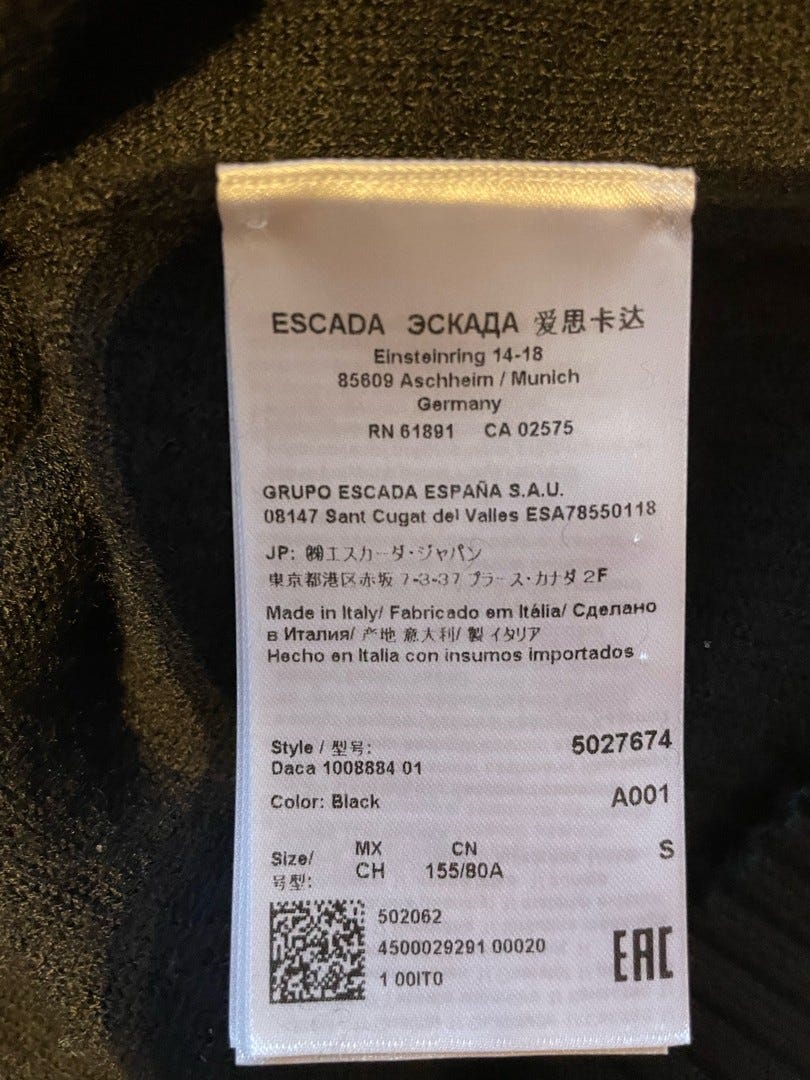 ESCADA ЭСКАДА 爱思卡达
Einsteinring 14-18
85609 Aschheim / Munich
Germany
RN 61891 CA 02575
GRUPO ESCADA ESPAÑA S.A.U.
08147 Sant Cugat del Valles ESA78550118
JP: ㈱エスカーダ・ジャパン
東京都港区赤坂 7-3-37 プラース・カナダ 2F
Made in Italy/ Fabricado em Itélia/ Сделано
в Италия/ 产地 意大利/ 製 イタリア
Hecho en Italia con insumos importados
Style / 型号: 5027674
Daca 1008884 01
Color: Black A001
Size/ MX CN S
号型: CH 155/80A
502062
4500029291 00020
1 00IT0
EAC